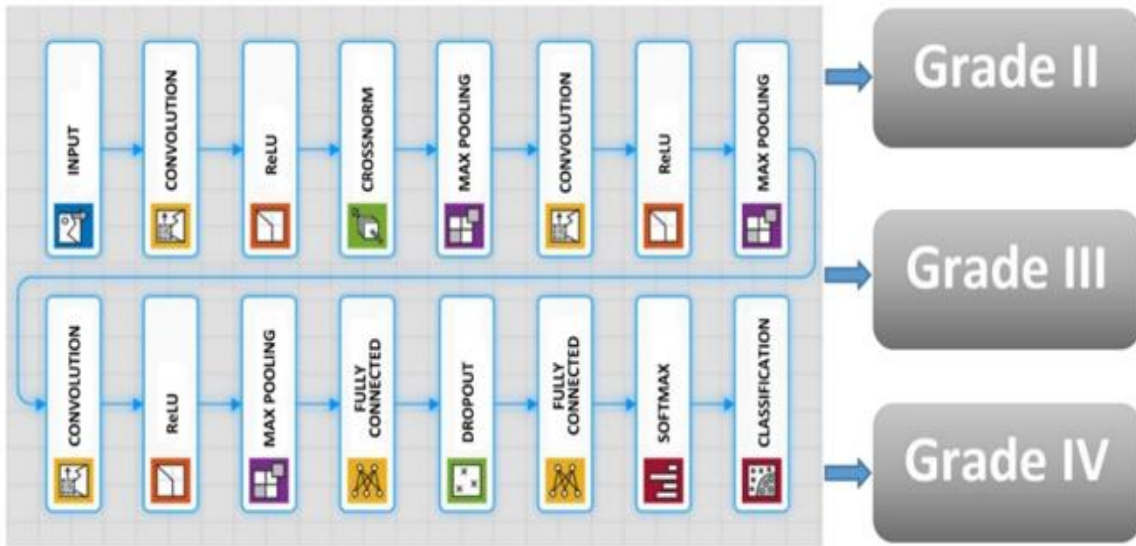 INPUT
CONVOLUTION
ReLU
CROSSNORM
MAX POOLING
CONVOLUTION
ReLU
MAX POOLING
CONVOLUTION
ReLU
MAX POOLING
FULLY
CONNECTED
DROPOUT
FULLY
CONNECTED
SOFTMAX
CLASSIFICATION
Grade II
Grade III
Grade IV